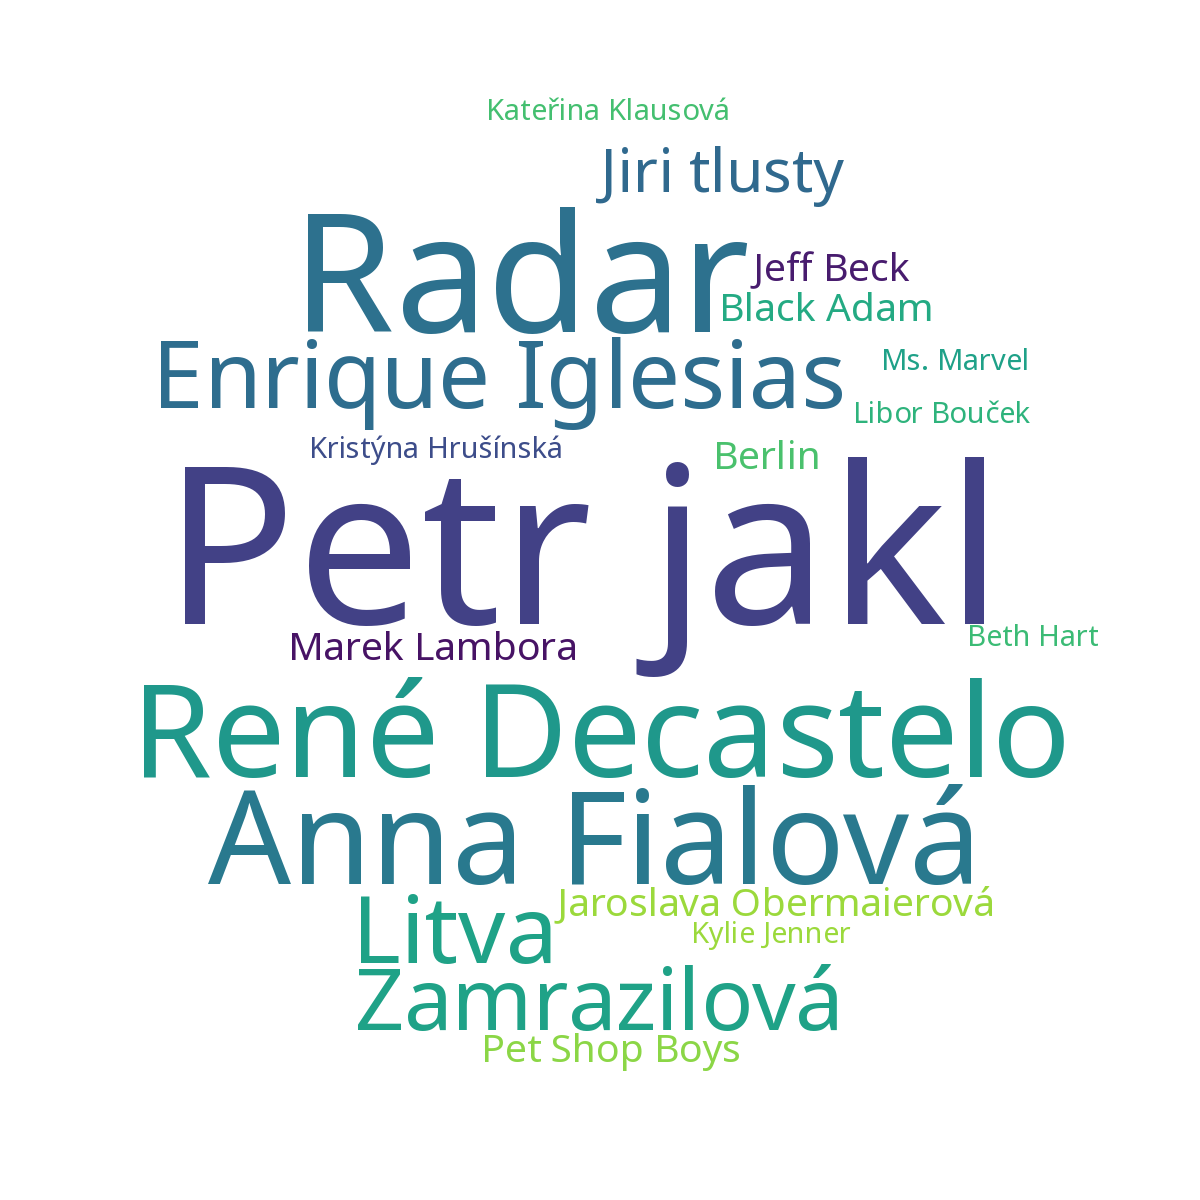 Kateřina Klausová
Jiri tlusty
Radar
Jeff Beck
Black Adam
Enrique Iglesias
Ms. Marvel
Libor Bouček
Kristýna Hrušínská
Berlin
Petr jakl
Marek Lambora
Beth Hart
René Decastelo
Anna Fialová
Litva
Jaroslava Obermaierová
Kylie Jenner
Zamrazilová
Pet Shop Boys